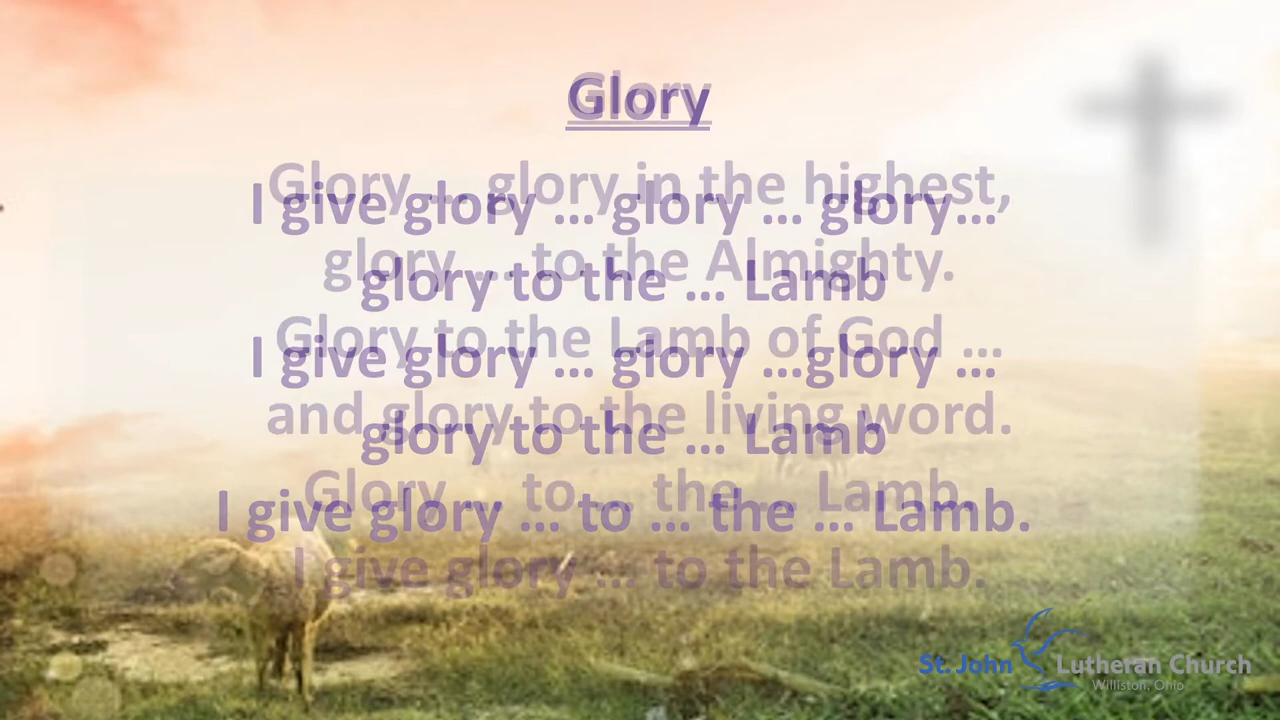 Glory
Glory ... glory in the highest,
glory ... to the Almighty.
Glory to the Lamb of God ...
and glory to the living word.
Glory ... to ... the ... Lamb.
I give glory ... to the Lamb.
Glory
I give glory ... glory ... glory...
glory to the ... Lamb
I give glory ... glory ...glory ...
glory to the ... Lamb
I give glory ... to ... the ... Lamb.
St. John Lutheran Church
Williston, Ohio